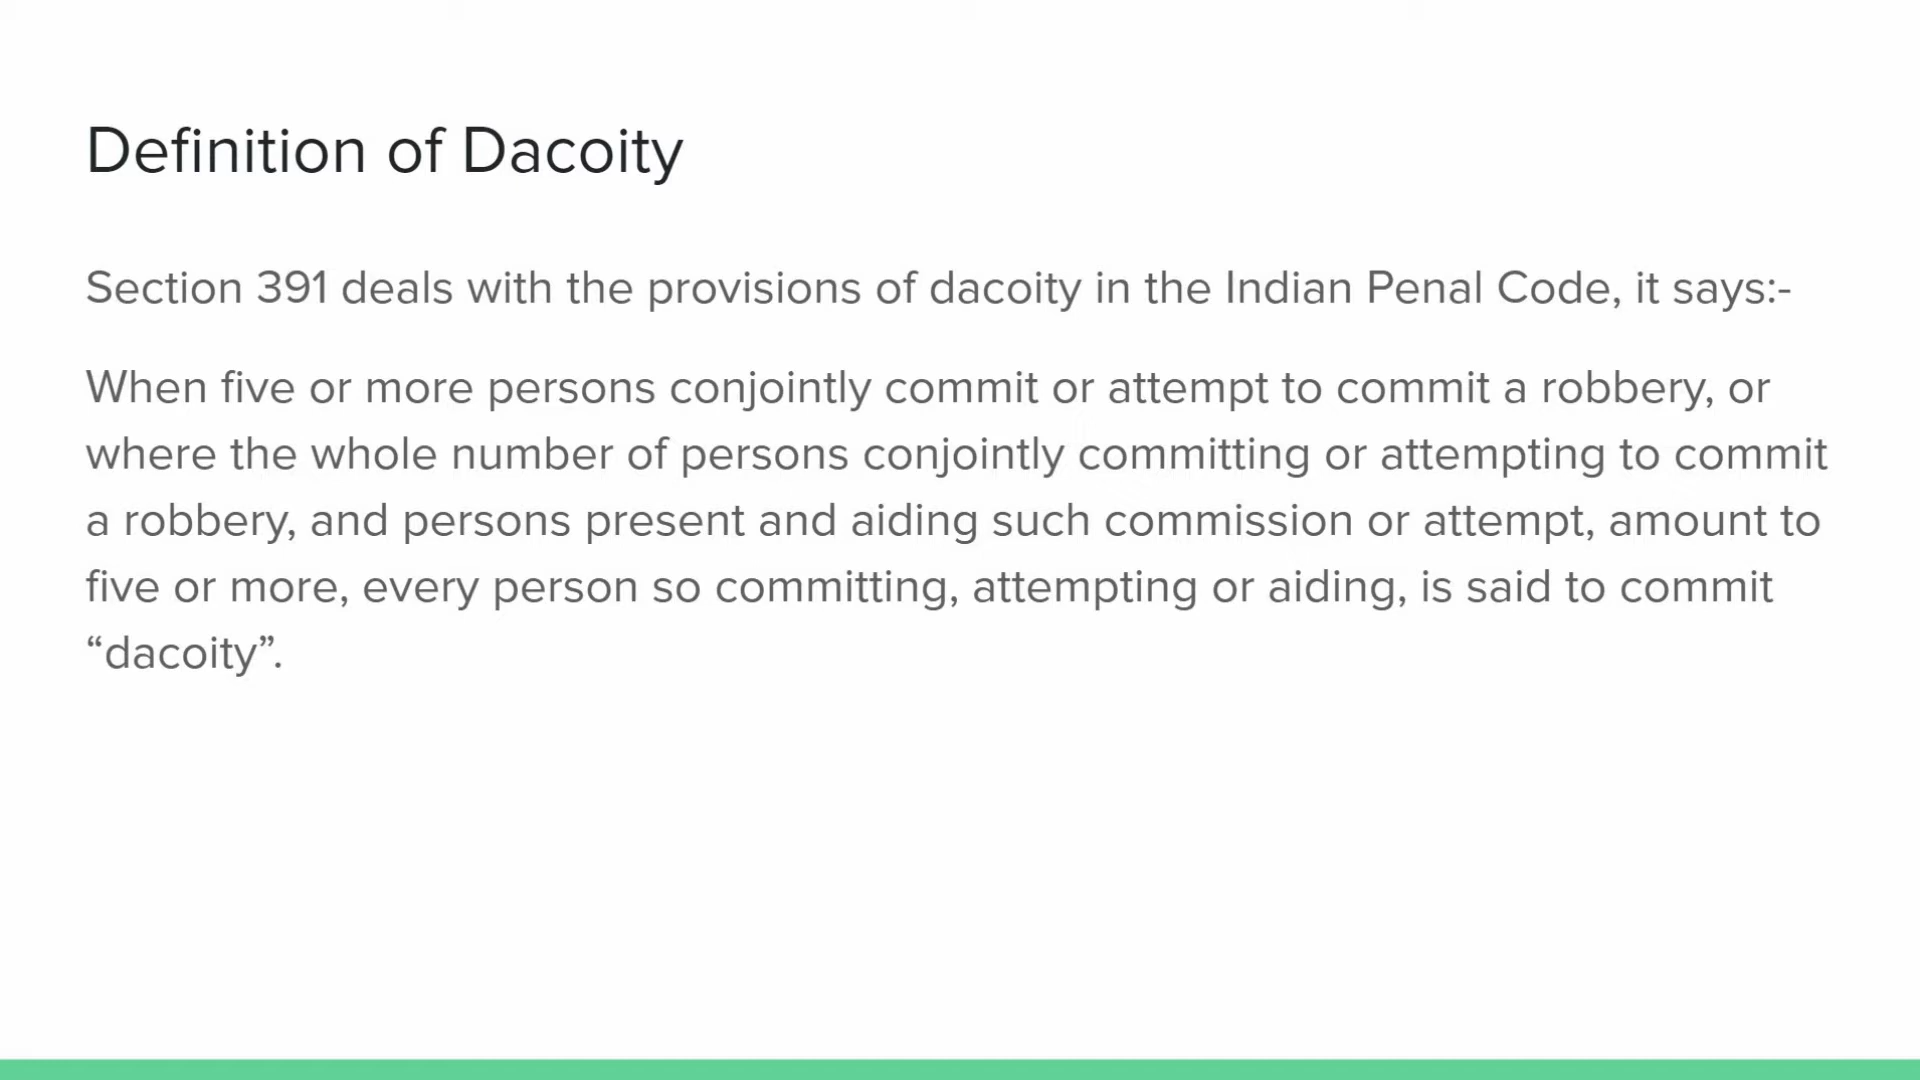 Definition of Dacoity
Section 391 deals with the provisions of dacoity in the Indian Penal Code, it says:-
When five or more persons conjointly commit or attempt to commit a robbery, or
where the whole number of persons conjointly committing or attempting to commit
a robbery, and persons present and aiding such commission or attempt, amount to
five or more, every person so committing, attempting or aiding, is said to commit
“dacoity”.